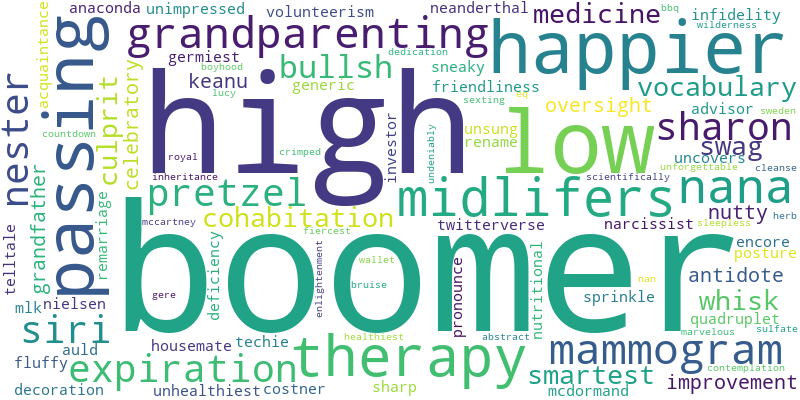 anaconda unimpressed volunteerism neanderthal bbq
acquaintance grandparenting medicine infidelity
wilderness
passing germiest dedication happier
boyhood keanu bullsh sneaky
culprit celebratory lucy generic friendliness vocabulary
nester high eq sexting oversight advisor sweden
countdown unsung low sharon
rename swag
royal crimped investor undeniably uncovers unforgettable
grandfather inheritance scientifically cleanse
remarriage pretzel midlifers nana
telltale mccartney cohabitation twitterverse narcissist nutty herb
fiercest sleepless
boomer encore
deficiency enlightenment wallet pronounce nutritional posture
nan antidote
gere bruise sprinkle whisk
mlk nielsen quadruplet
siri auld housemate techie healthiest abstract marvelous sulfate
fluffy expiration therapy mammogram
contemplation
smartest improvement
decoration unhealthiest costner sharp mcdormand